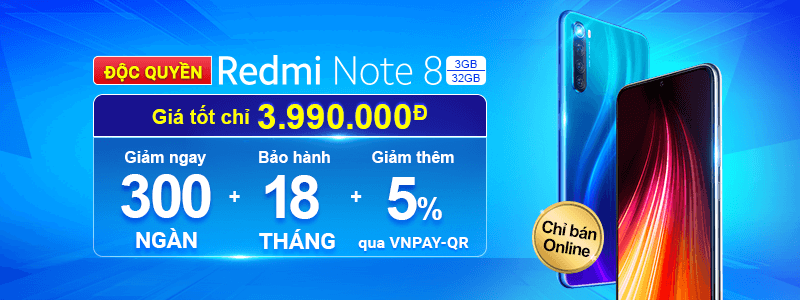 ĐỘC QUYỀN Redmi Note 8 3GB
32GB
Giá tốt chỉ 3.990.000Đ
Giảm ngay
300
NGÀN
+
Bảo hành
18
THÁNG
+
Giảm thêm
5%
qua VNPAY-QR
Chỉ bán
Online